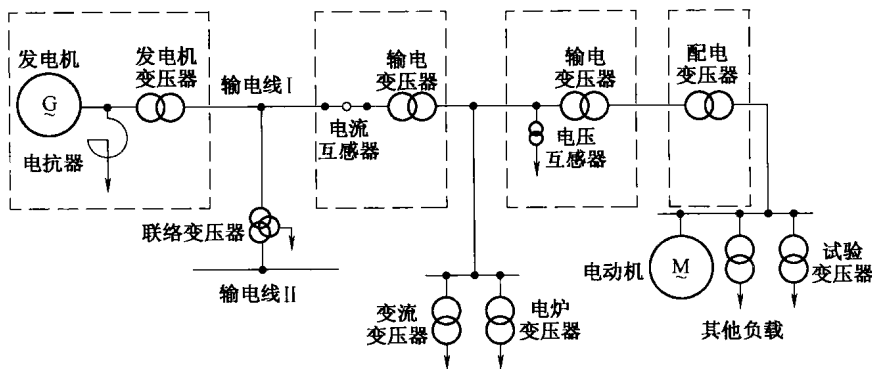 发电机
G
~
电抗器
发电机
变压器
输电线Ⅰ
联络变压器
输电线Ⅱ
电流
互感器
输电
变压器
变流
变压器
电炉
变压器
输电
变压器
电压
互感器
配电
变压器
电动机
M
~
其他负载
试验
变压器